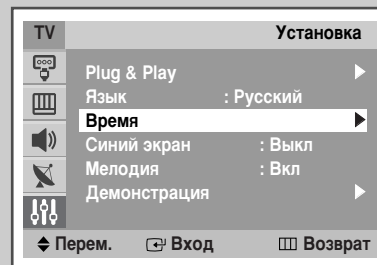 TV Установка
Plug & Play
Язык : Русский
Время
Синий экран : Выкл
Мелодия : Вкл
Демонстрация
Перем. Вход Возврат